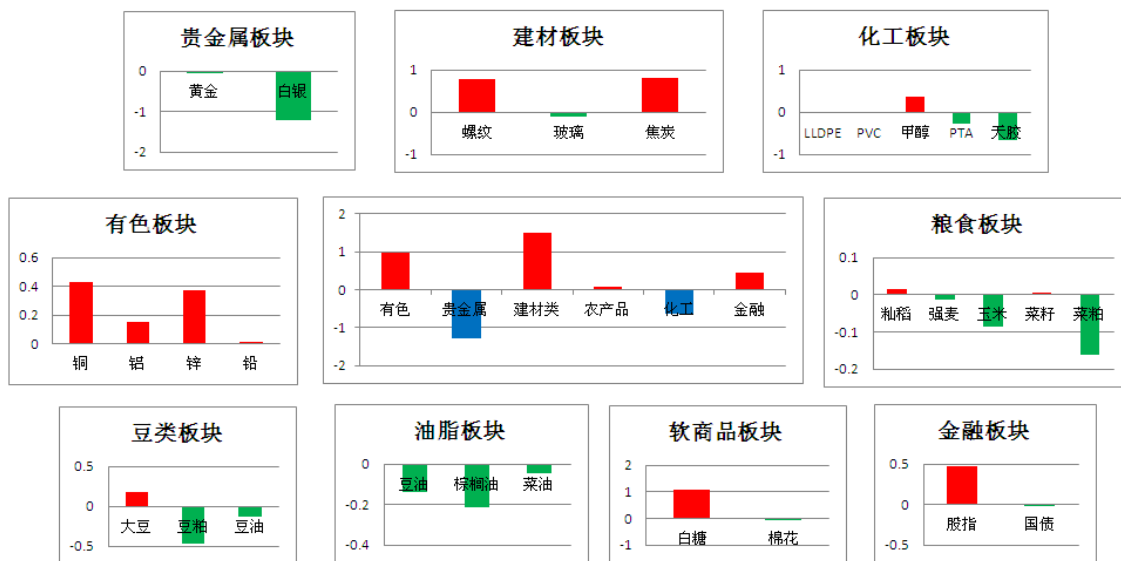 贵金属板块
0
-1
-2
黄金
白银
建材板块
1
0
-1
螺纹
玻璃
焦炭
化工板块
1
0
-1
LLDPE
PVC
甲醇
PTA
天胶
有色板块
0.6
0.4
0.2
0
铜
铝
锌
铅
2
1
0
-1
-2
有色
贵金属
建材类
农产品
化工
金融
粮食板块
0.1
0
-0.1
-0.2
籼稻
强麦
玉米
菜籽
菜粕
豆类板块
0.5
0
-0.5
大豆
豆粕
豆油
油脂板块
0
-0.2
-0.4
豆油
棕榈油
菜油
软商品板块
2
1
0
-1
白糖
棉花
金融板块
0.5
0
-0.5
股指
国债